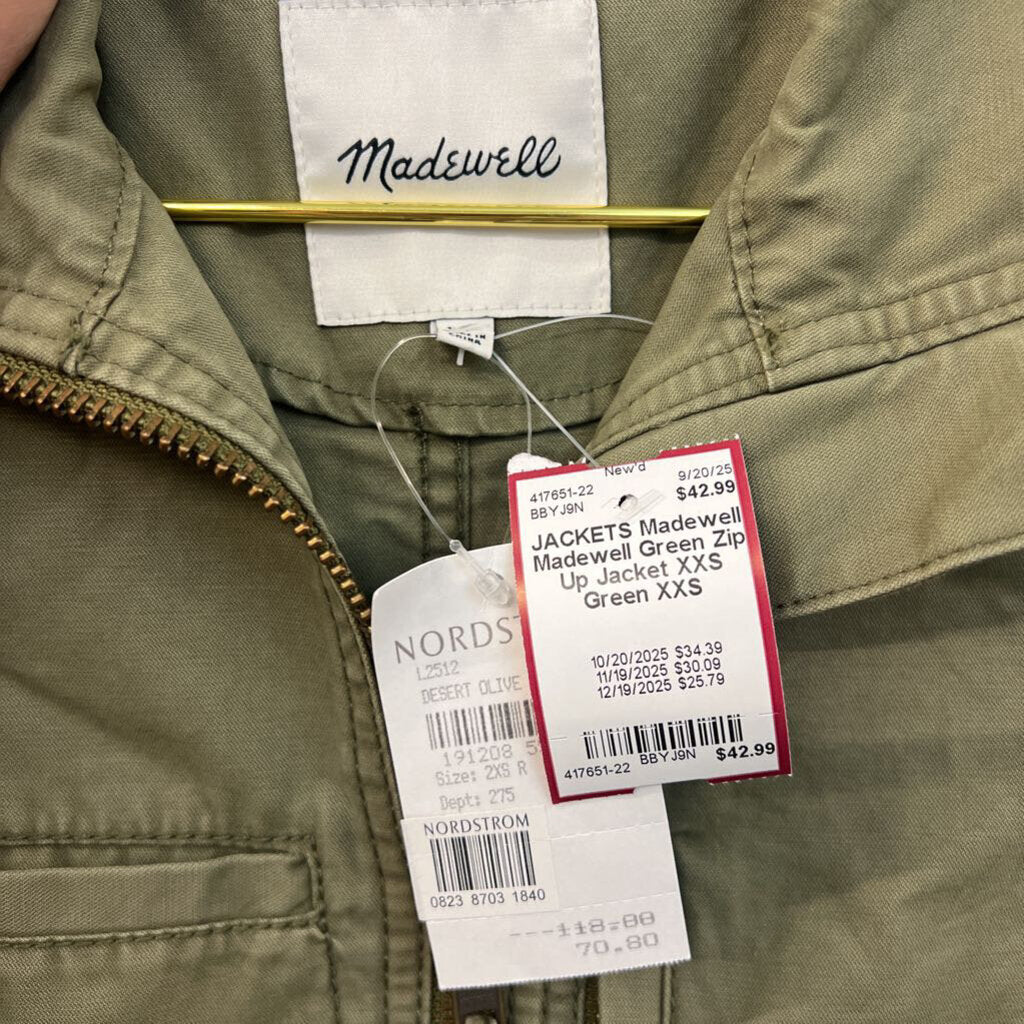 Madewell
CHINA
New'd
417651-22
9/20/25
BBYJ9N
$42.99
JACKETS Madewell
Madewell Green Zip
Up Jacket XXS
Green XXS
10/20/2025 $34.39
11/19/2025 $30.09
12/19/2025 $25.79
417651-22 BBYJ9N $42.99
NORDST
L2512
DESERT OLIVE
191208 5
Size: 2XS R
Dept: 275
NORDSTROM
0823 8703 1840
---118.00
70.80